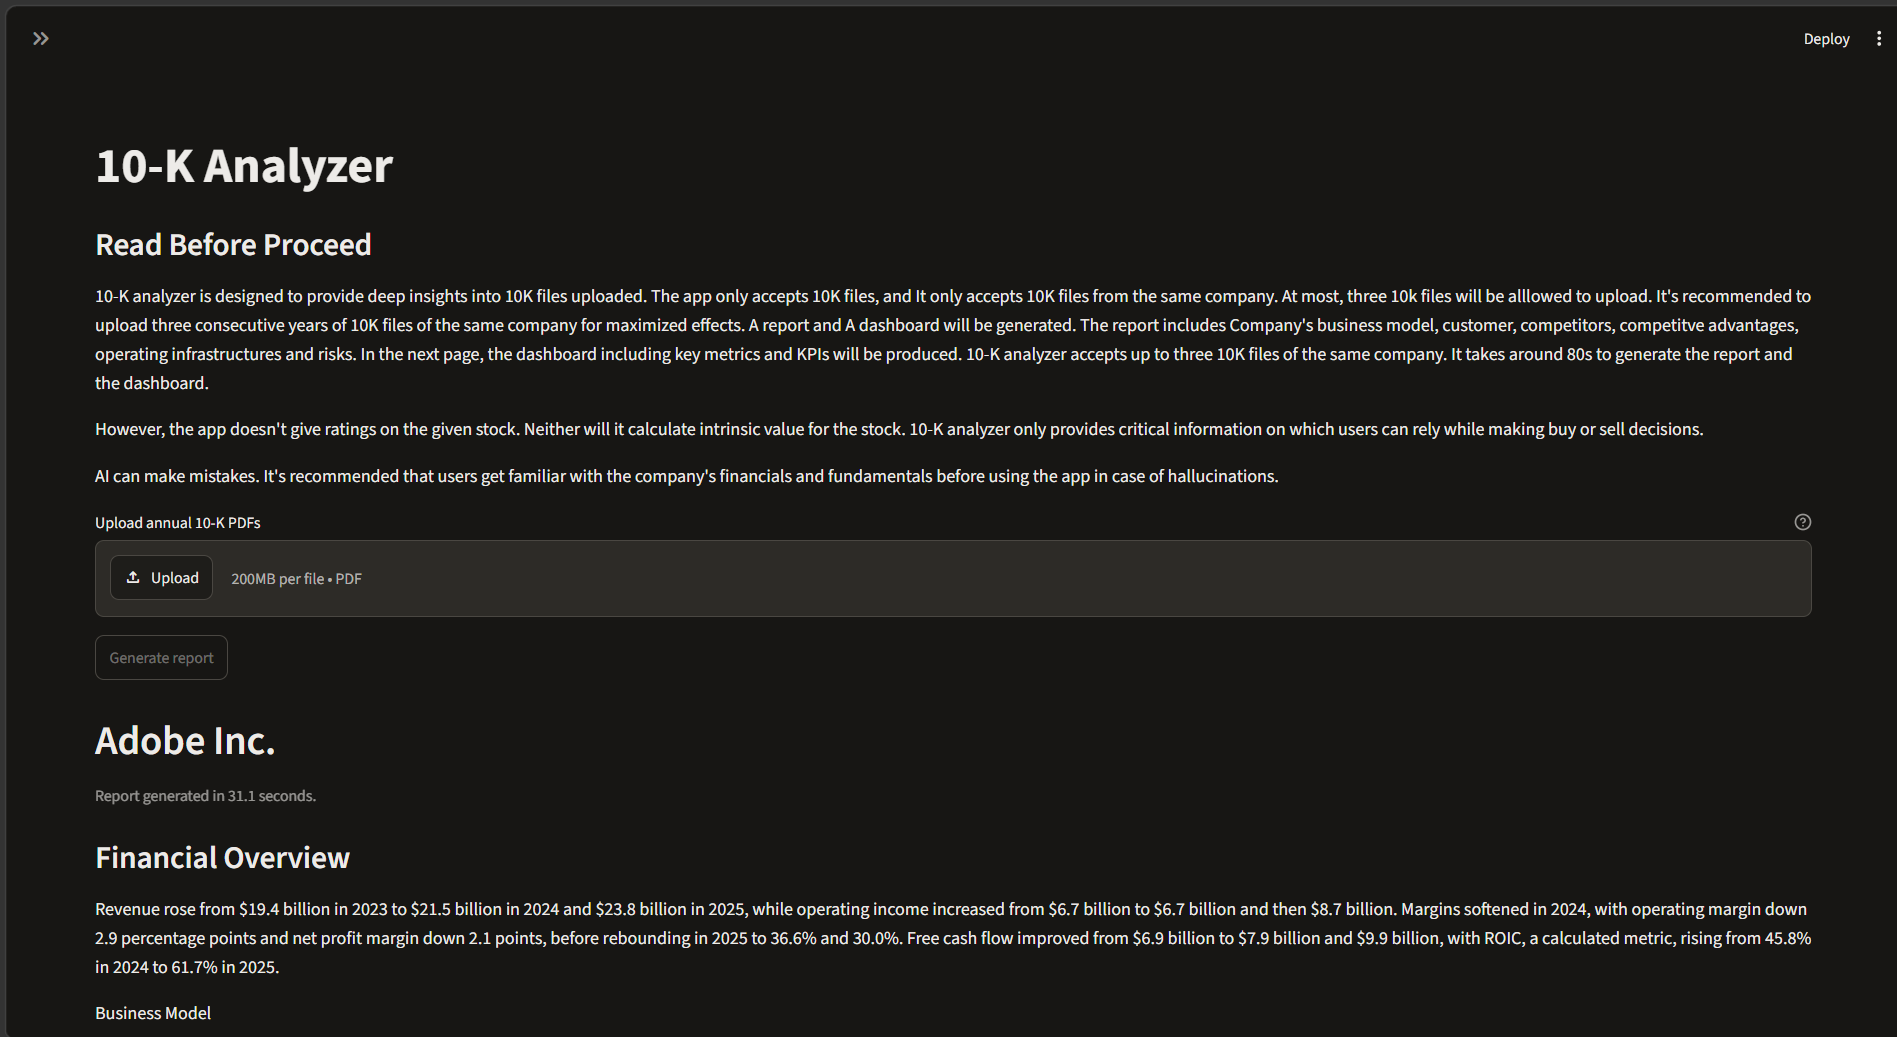 Deploy
10-K Analyzer
Read Before Proceed
10-K analyzer is designed to provide deep insights into 10K files uploaded. The app only accepts 10K files, and It only accepts 10K files from the same company. At most, three 10k files will be alllowed to upload. It's recommended to
upload three consecutive years of 10K files of the same company for maximized effects. A report and A dashboard will be generated. The report includes Company's business model, customer, competitors, competitve advantages,
operating infrastructures and risks. In the next page, the dashboard including key metrics and KPIs will be produced. 10-K analyzer accepts up to three 10K files of the same company. It takes around 80s to generate the report and
the dashboard.
However, the app doesn't give ratings on the given stock. Neither will it calculate intrinsic value for the stock. 10-K analyzer only provides critical information on which users can rely while making buy or sell decisions.
AI can make mistakes. It's recommended that users get familiar with the company's financials and fundamentals before using the app in case of hallucinations.
Upload annual 10-K PDFs
Upload 200MB per file • PDF
Generate report
Adobe Inc.
Report generated in 31.1 seconds.
Financial Overview
Revenue rose from $19.4 billion in 2023 to $21.5 billion in 2024 and $23.8 billion in 2025, while operating income increased from $6.7 billion to $6.7 billion and then $8.7 billion. Margins softened in 2024, with operating margin down
2.9 percentage points and net profit margin down 2.1 points, before rebounding in 2025 to 36.6% and 30.0%. Free cash flow improved from $6.9 billion to $7.9 billion and $9.9 billion, with ROIC, a calculated metric, rising from 45.8%
in 2024 to 61.7% in 2025.
Business Model